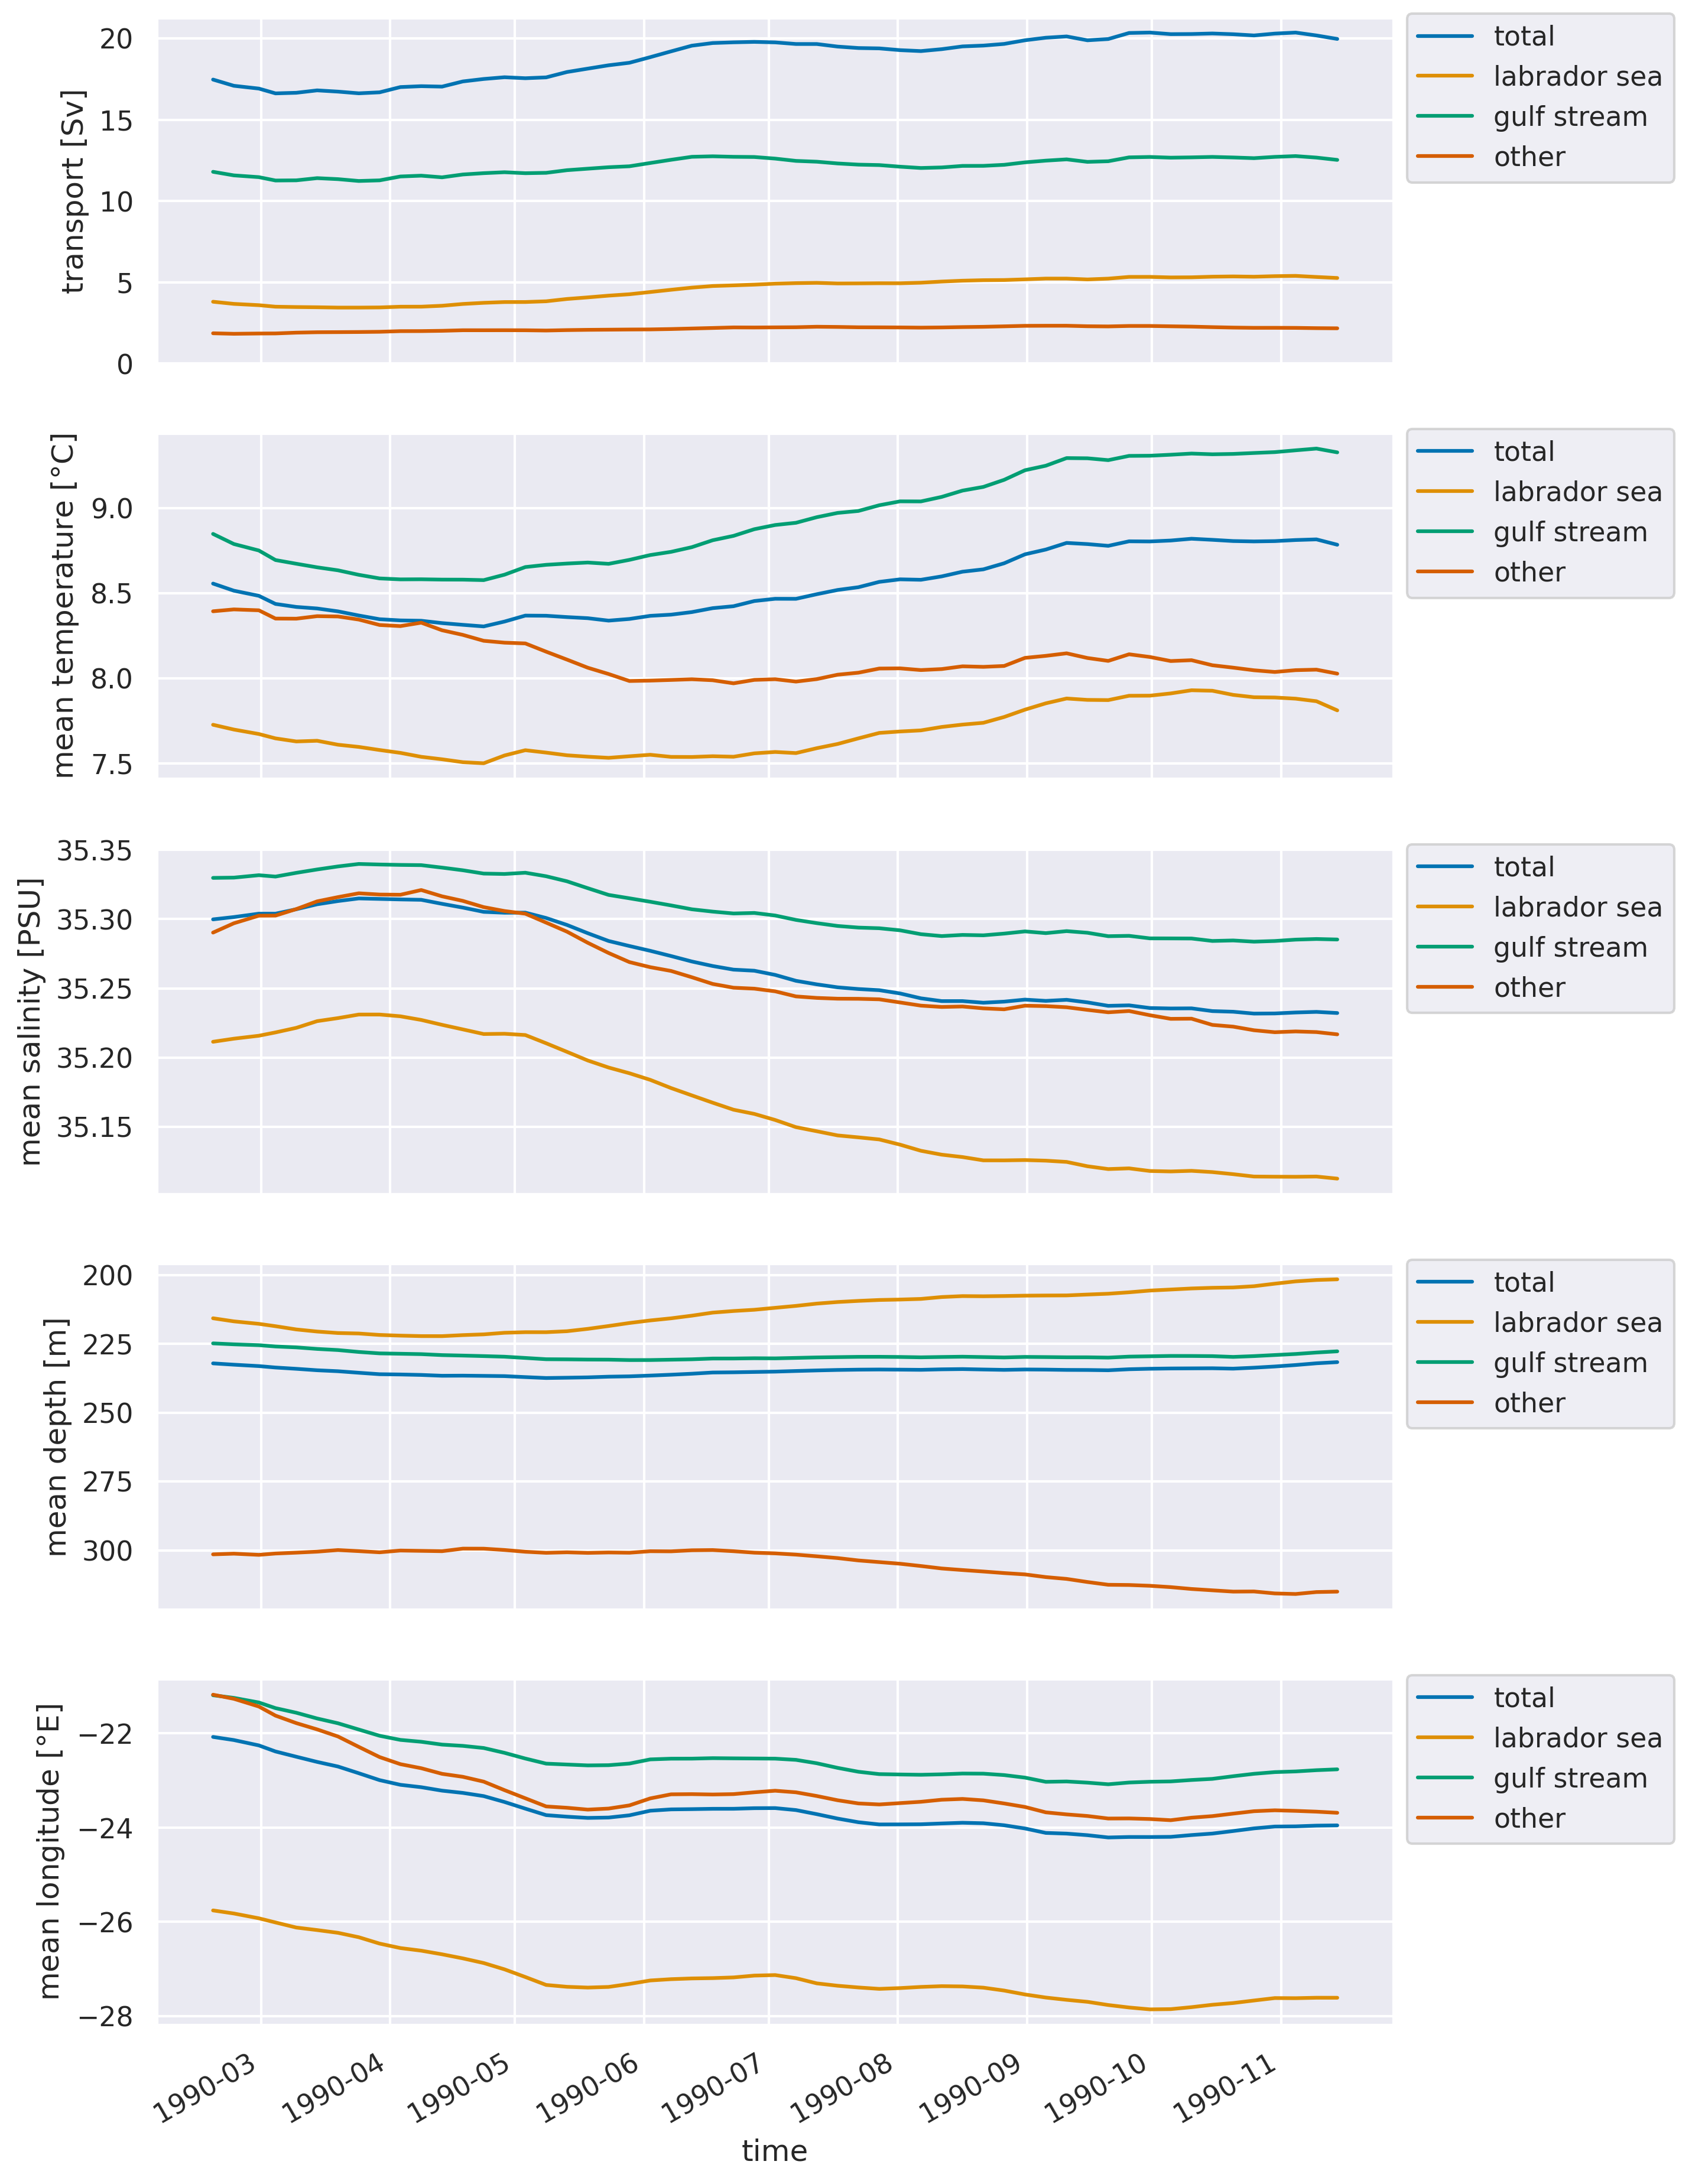 transport [Sv]
20
15
10
5
0
total
labrador sea
gulf stream
other
mean temperature [°C]
9.0
8.5
8.0
7.5
total
labrador sea
gulf stream
other
mean salinity [PSU]
35.35
35.30
35.25
35.20
35.15
total
labrador sea
gulf stream
other
mean depth [m]
200
225
250
275
300
total
labrador sea
gulf stream
other
mean longitude [°E]
−22
−24
−26
−28
total
labrador sea
gulf stream
other
1990-03
1990-04
1990-05
1990-06
1990-07
1990-08
1990-09
1990-10
1990-11
time